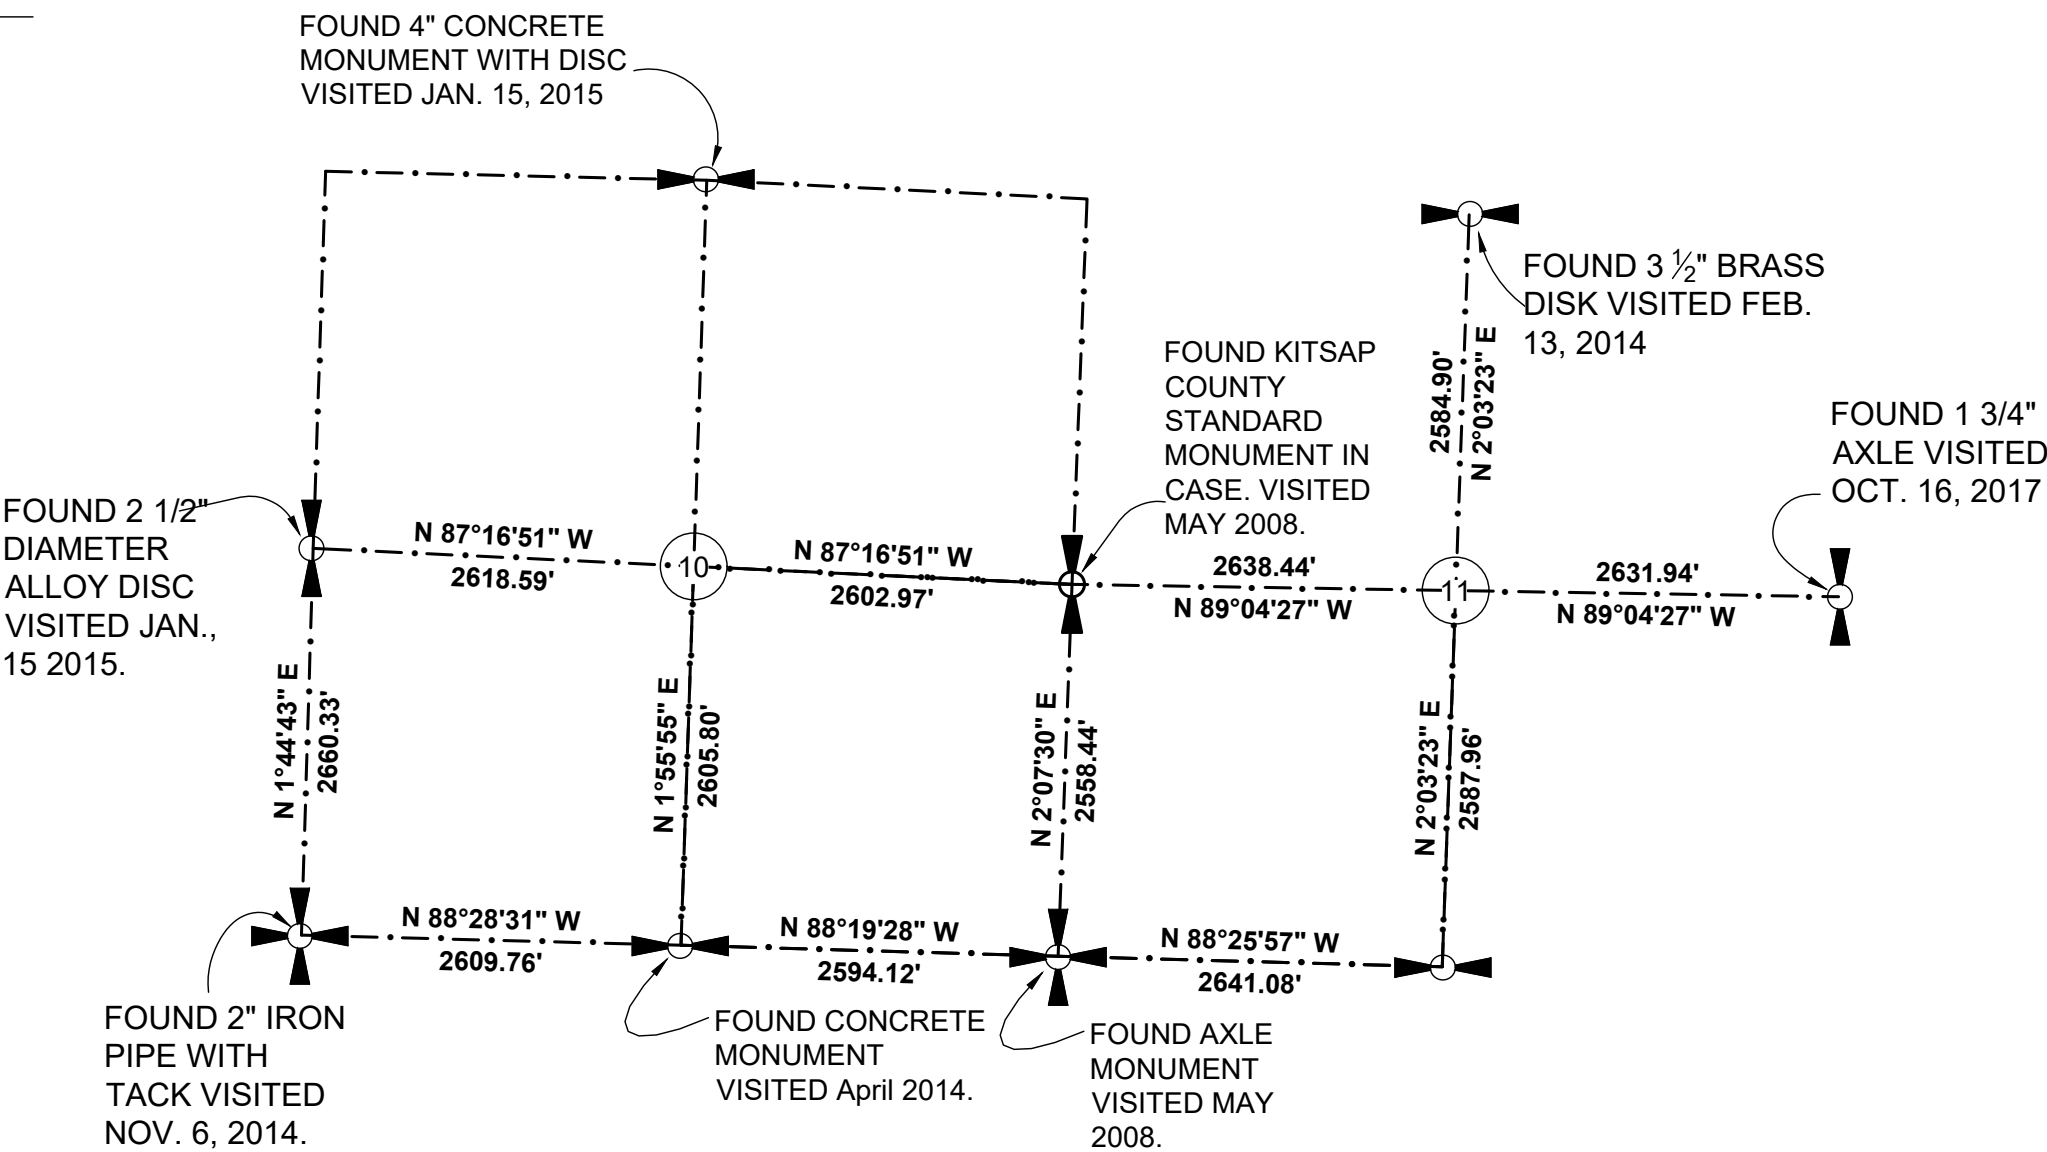 FOUND 4" CONCRETE
MONUMENT WITH DISC
VISITED JAN. 15, 2015
FOUND 3 ½" BRASS
DISK VISITED FEB.
13, 2014
FOUND KITSAP
COUNTY
STANDARD
MONUMENT IN
CASE. VISITED
MAY 2008.
2584.90'
N 2°03'23" E
FOUND 1 3/4"
AXLE VISITED
OCT. 16, 2017
FOUND 2 1/2"
DIAMETER
ALLOY DISC
VISITED JAN.,
15 2015.
N 87°16'51" W
2618.59'
10
N 87°16'51" W
2602.97'
2638.44'
N 89°04'27" W
11
2631.94'
N 89°04'27" W
N 1°44'43" E
2660.33'
N 1°55'55" E
2605.80'
N 2°07'30" E
2558.44'
N 2°03'23" E
2587.96'
N 88°28'31" W
2609.76'
N 88°19'28" W
2594.12'
N 88°25'57" W
2641.08'
FOUND 2" IRON
PIPE WITH
TACK VISITED
NOV. 6, 2014.
FOUND CONCRETE
MONUMENT
VISITED April 2014.
FOUND AXLE
MONUMENT
VISITED MAY
2008.